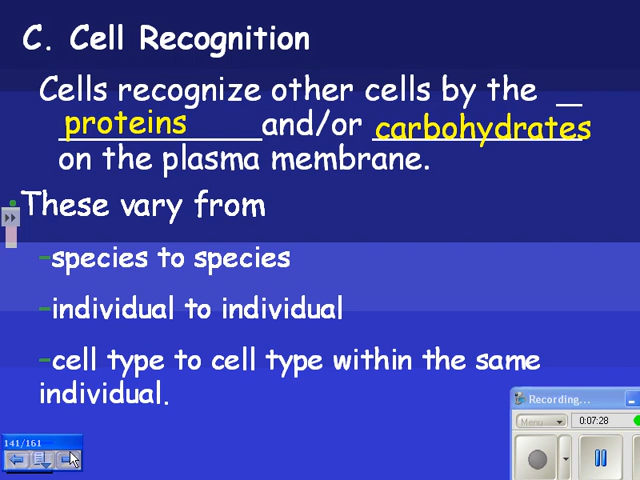 C. Cell Recognition
Cells recognize other cells by the _
proteins and/or carbohydrates
on the plasma membrane.
These vary from
–species to species
–individual to individual
–cell type to cell type within the same
individual.
Recording...
Menu
0:07:28
141/161